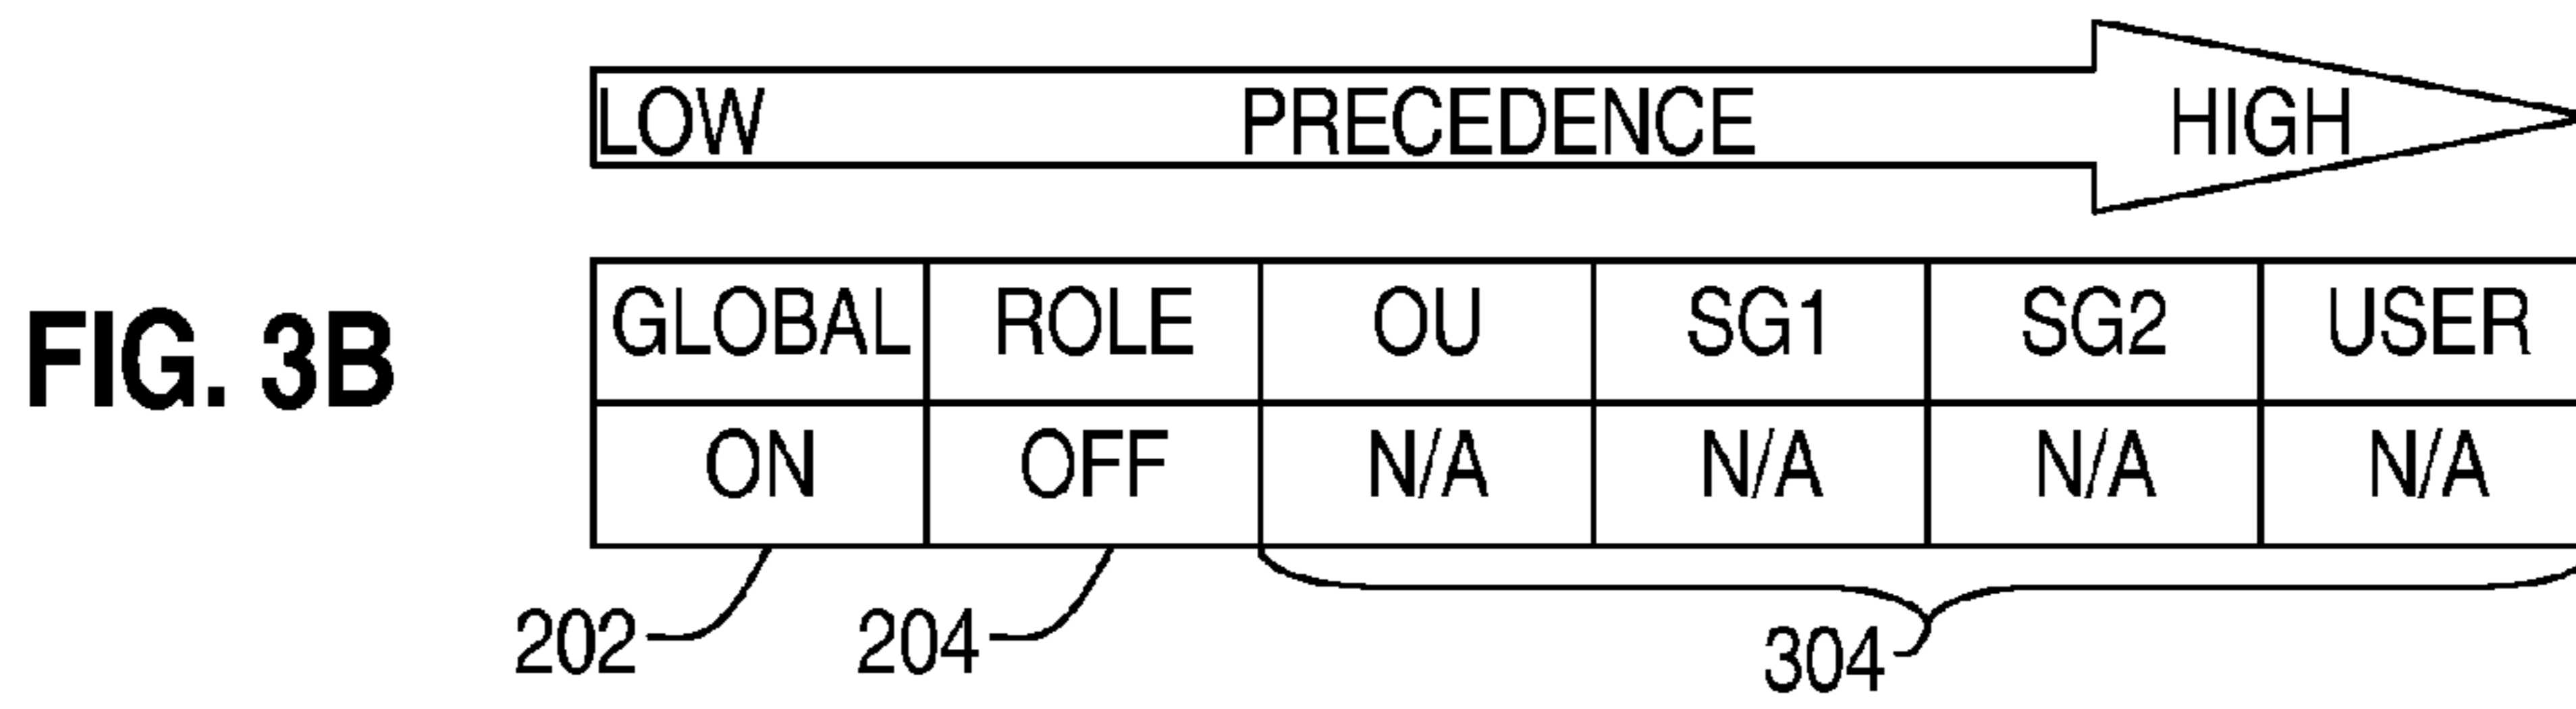 LOW PRECEDENCE HIGH
FIG. 3B
GLOBAL ROLE OU SG1 SG2 USER
ON OFF N/A N/A N/A N/A
202 204 304